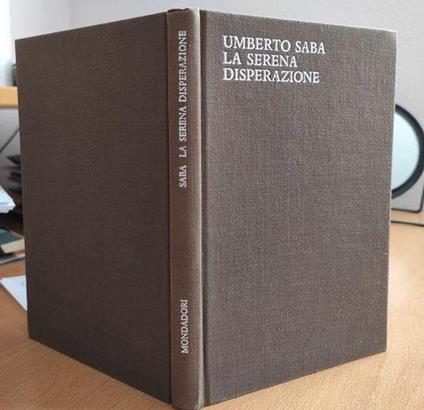 UMBERTO SABA
LA SERENA
DISPERAZIONE
SABA LA SERENA DISPERAZIONE
MONDADORI